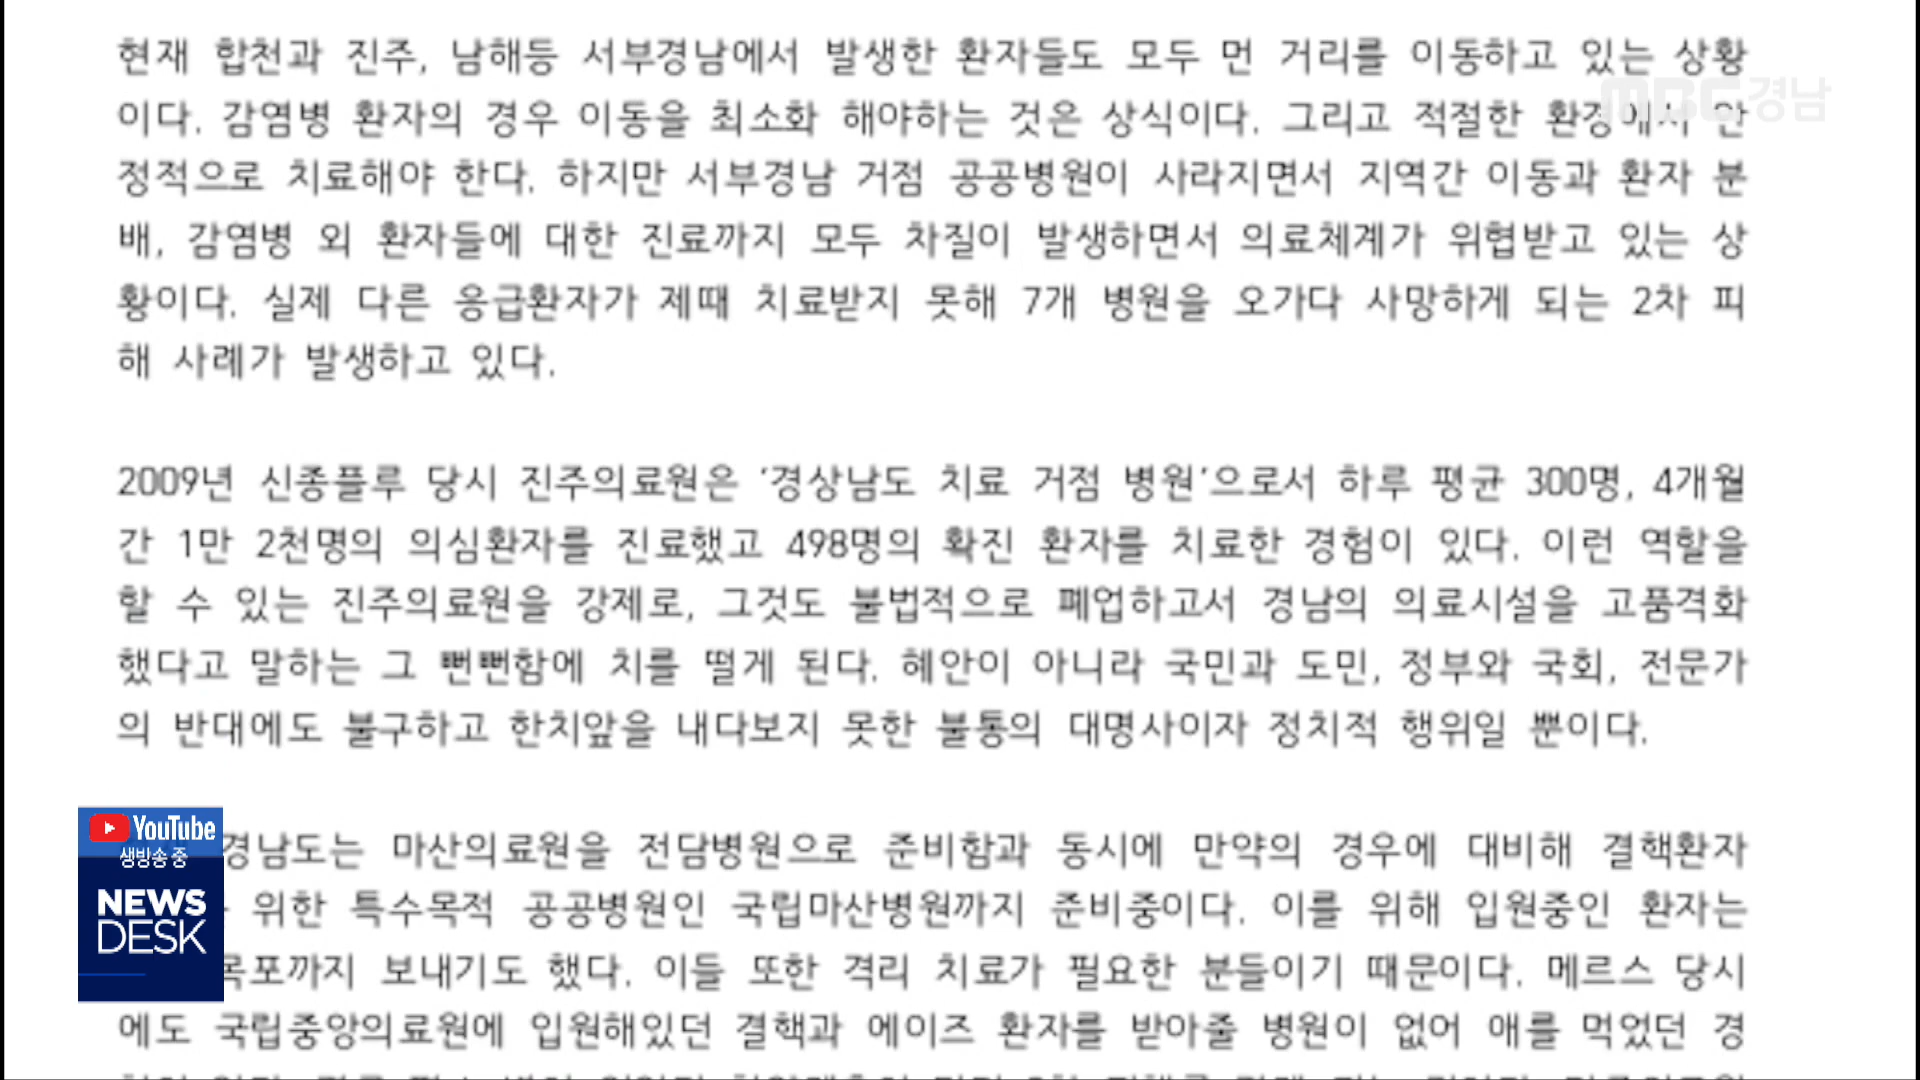 현재 합천과 진주, 남해등 서부경남에서 발생한 환자들도 모두 먼 거리를 이동하고 있는 상황
MBC경남
이다. 감염병 환자의 경우 이동을 최소화 해야하는 것은 상식이다. 그리고 적절한 환경에서 안
정적으로 치료해야 한다. 하지만 서부경남 거점 공공병원이 사라지면서 지역간 이동과 환자 분
배, 감염병 외 환자들에 대한 진료까지 모두 차질이 발생하면서 의료체계가 위협받고 있는 상
황이다. 실제 다른 응급환자가 제때 치료받지 못해 7개 병원을 오가다 사망하게 되는 2차 피
해 사례가 발생하고 있다.
2009년 신종플루 당시 진주의료원은 '경상남도 치료 거점 병원'으로서 하루 평균 300명, 4개월
간 1만 2천명의 의심환자를 진료했고 498명의 확진 환자를 치료한 경험이 있다. 이런 역할을
할 수 있는 진주의료원을 강제로, 그것도 불법적으로 폐업하고서 경남의 의료시설을 고품격화
했다고 말하는 그 뻔뻔함에 치를 떨게 된다. 혜안이 아니라 국민과 도민, 정부와 국회, 전문가
의 반대에도 불구하고 한치앞을 내다보지 못한 불통의 대명사이자 정치적 행위일 뿐이다.
YouTube
생방송 중
NEWS
DESK
경남도는 마산의료원을 전담병원으로 준비함과 동시에 만약의 경우에 대비해 결핵환자
위한 특수목적 공공병원인 국립마산병원까지 준비중이다. 이를 위해 입원중인 환자는
목포까지 보내기도 했다. 이들 또한 격리 치료가 필요한 분들이기 때문이다. 메르스 당시
에도 국립중앙의료원에 입원해있던 결핵과 에이즈 환자를 받아줄 병원이 없어 애를 먹었던 경